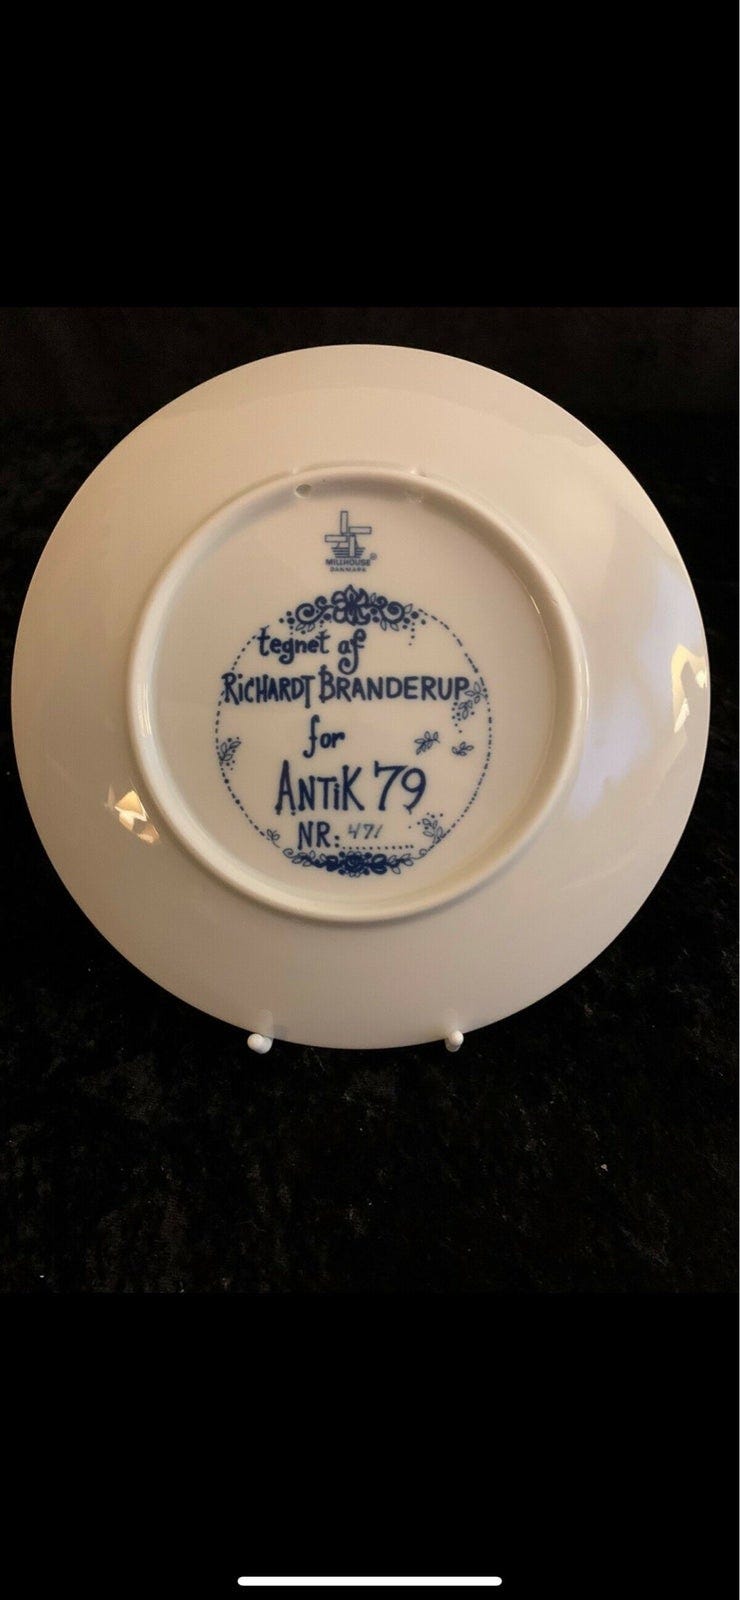 MILLHOUSE®
DANMARK
tegnet af
RICHARDT BRANDERUP
for
ANTIK 79
NR: 471